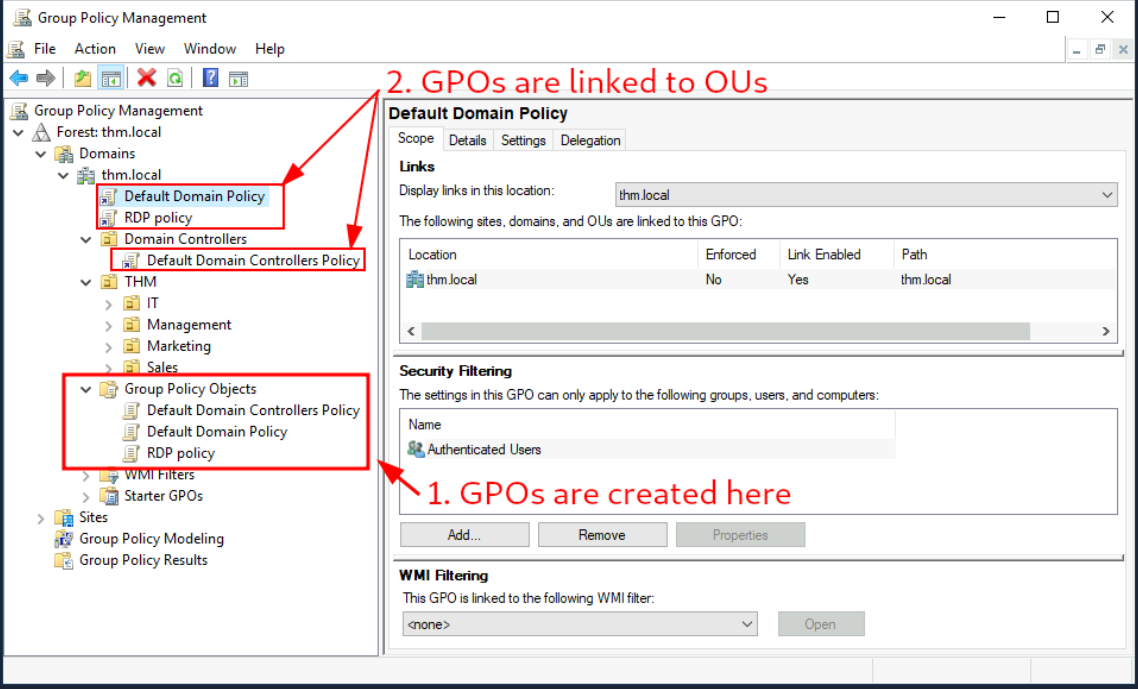 Group Policy Management
File Action View Window Help
2. GPOs are linked to OUs
Group Policy Management
Forest: thm.local
Domains
thm.local
Default Domain Policy
RDP policy
Domain Controllers
Default Domain Controllers Policy
THM
IT
Management
Marketing
Sales
Group Policy Objects
Default Domain Controllers Policy
Default Domain Policy
RDP policy
WMI Filters
Starter GPOs
Sites
Group Policy Modeling
Group Policy Results
1. GPOs are created here
Default Domain Policy
Scope Details Settings Delegation
Links
Display links in this location: thm.local
The following sites, domains, and OUs are linked to this GPO:
Location Enforced Link Enabled Path
thm.local No Yes thm.local
Security Filtering
The settings in this GPO can only apply to the following groups, users, and computers:
Name
Authenticated Users
Add... Remove Properties
WMI Filtering
This GPO is linked to the following WMI filter:
<none> Open